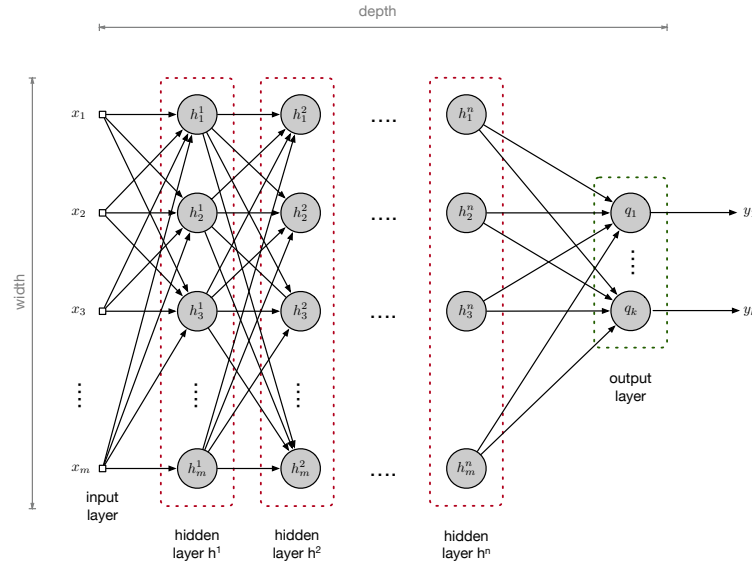 depth
width
x₁ h₁¹ h₁² .... h₁ⁿ
x₂ h₂¹ h₂² .... h₂ⁿ q₁
x₃ h₃¹ h₃² .... h₃ⁿ qₖ
xₘ hₘ¹ hₘ² .... hₘⁿ
input
layer
hidden
layer h¹
hidden
layer h²
hidden
layer hⁿ
output
layer